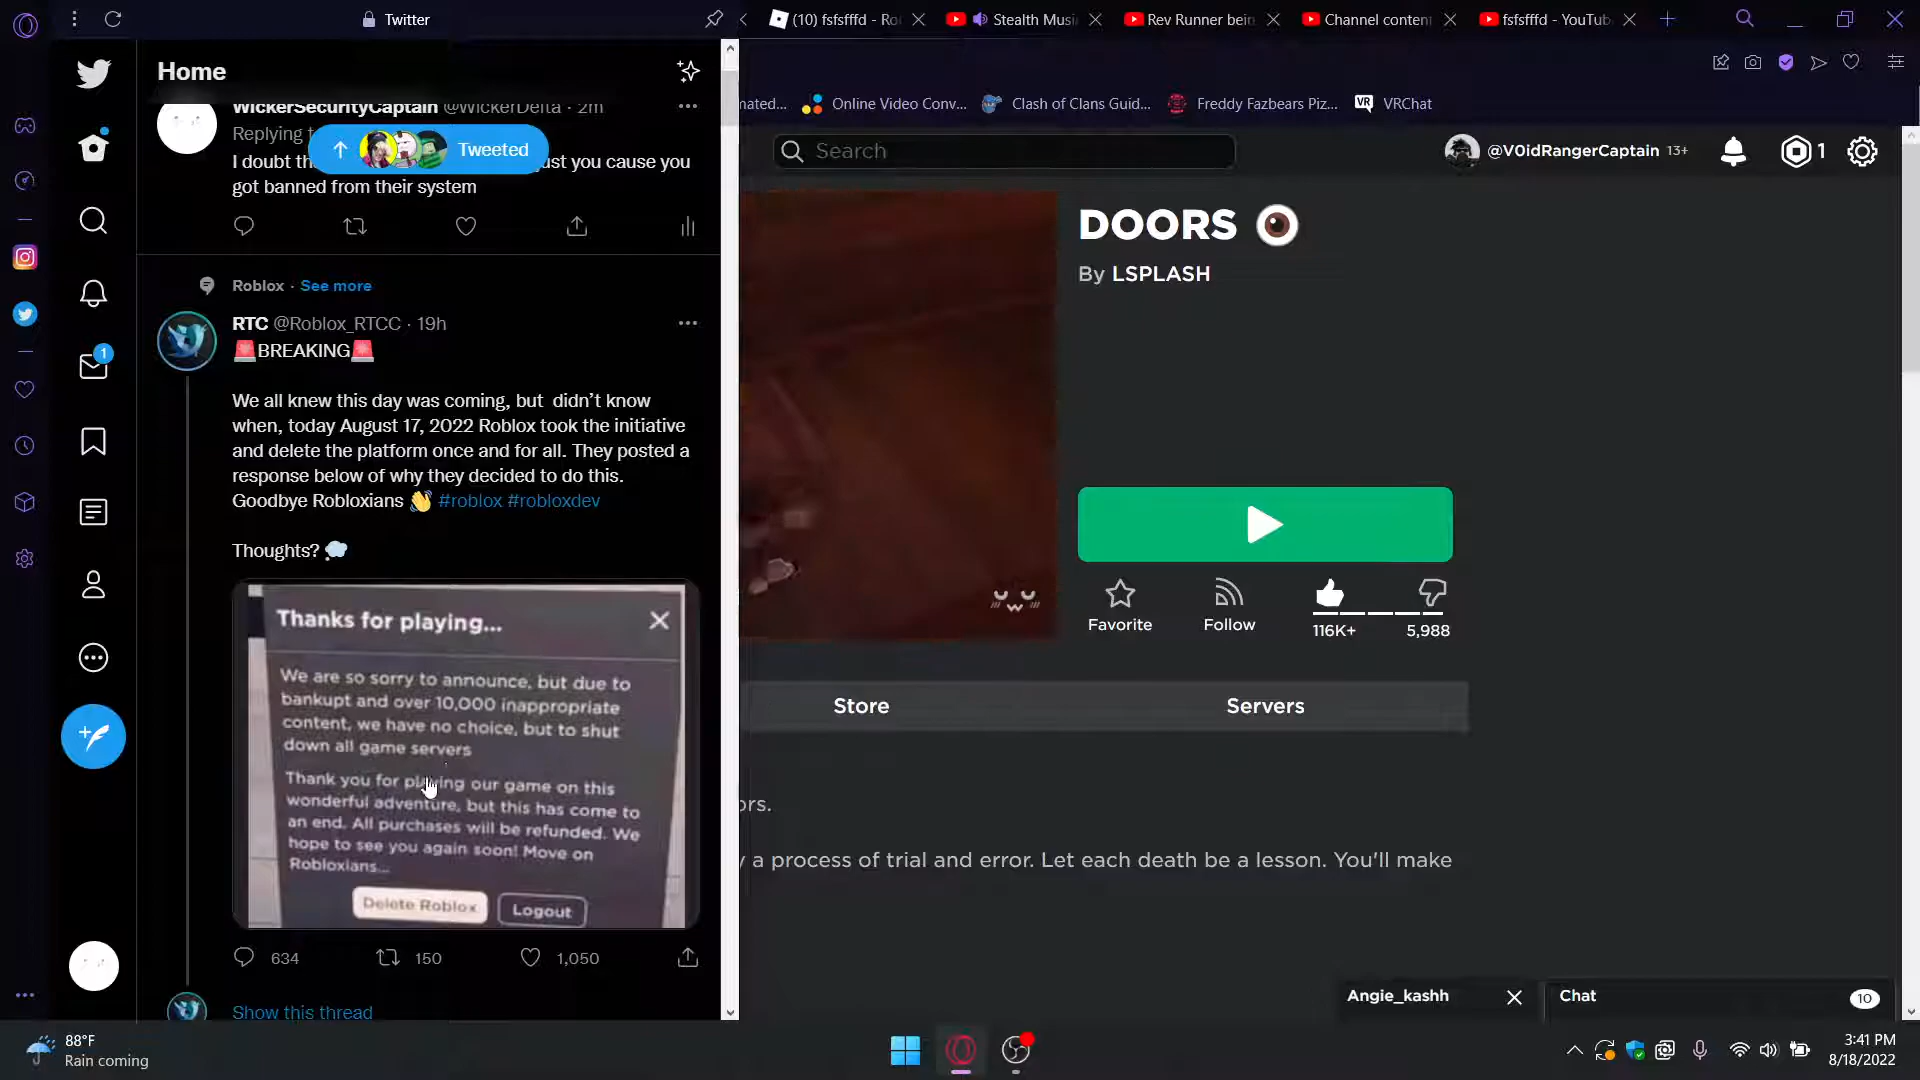 Twitter
(10) fsfsfffd - Ro
Stealth Musi
Rev Runner bein
Channel content
fsfsfffd - YouTub
Home
mated...
Online Video Conv...
Clash of Clans Guid...
Freddy Fazbears Piz...
VR
VRChat
WickerSecurityCaptain @WickerDelta · 2m
Replying t
Tweeted
I doubt th
ust you cause you
got banned from their system
Search
@V0idRangerCaptain 13+
1
DOORS
By LSPLASH
Roblox · See more
RTC @Roblox_RTCC · 19h
🚨BREAKING🚨
1
We all knew this day was coming, but didn’t know
when, today August 17, 2022 Roblox took the initiative
and delete the platform once and for all. They posted a
response below of why they decided to do this.
Goodbye Robloxians 👋 #roblox #robloxdev
Thoughts? 💭
Thanks for playing...
We are so sorry to announce, but due to
bankupt and over 10,000 inappropriate
content, we have no choice, but to shut
down all game servers
Thank you for playing our game on this
wonderful adventure, but this has come to
an end. All purchases will be refunded. We
hope to see you again soon! Move on
Robloxians...
Delete Roblox
Logout
634
150
1,050
Show this thread
Favorite
Follow
116K+
5,988
Store
Servers
ors.
y a process of trial and error. Let each death be a lesson. You'll make
Angie_kashh
Chat
10
88°F
Rain coming
3:41 PM
8/18/2022